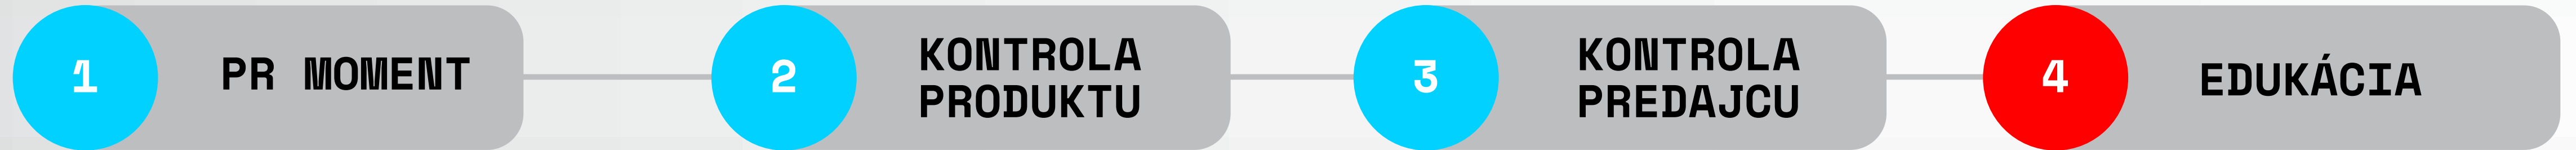 1
PR MOMENT
2
KONTROLA
PRODUKTU
3
KONTROLA
PREDAJCU
4
EDUKÁCIA